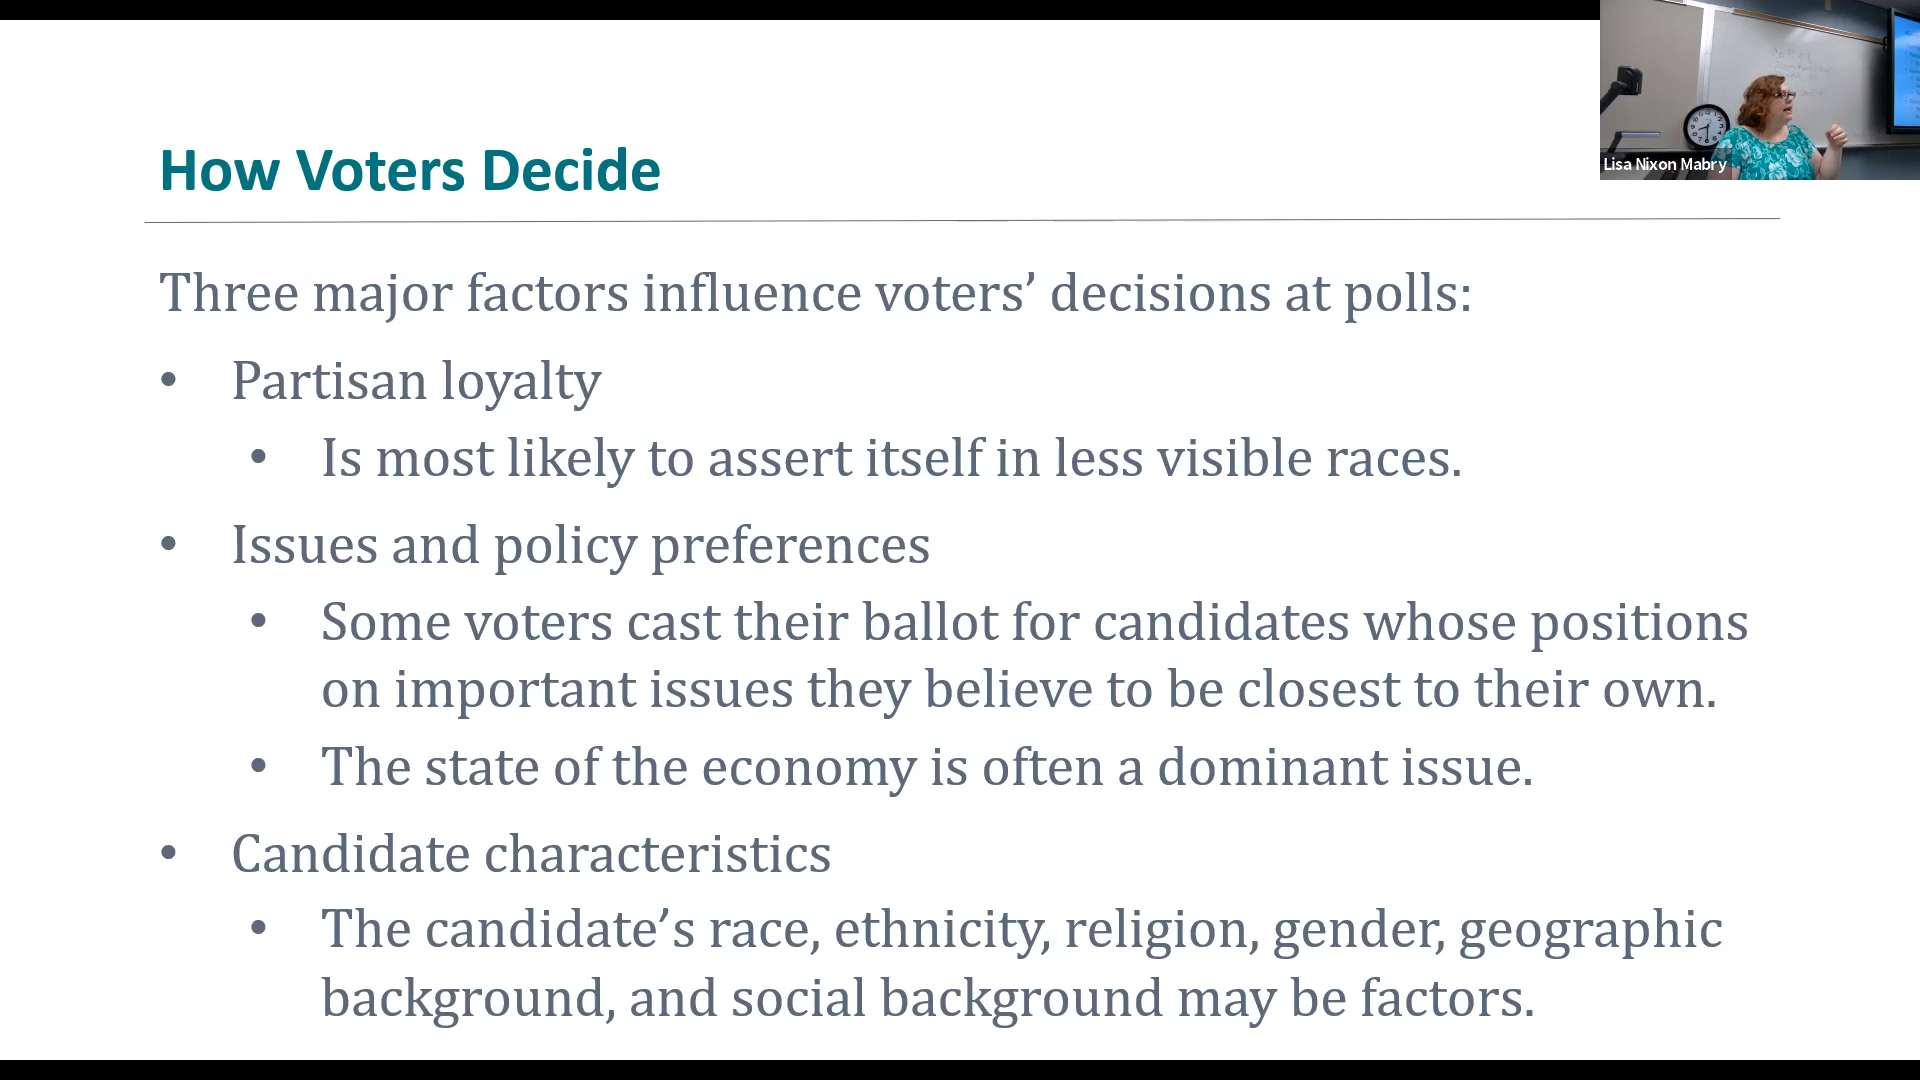 How Voters Decide
Lisa Nixon Mabry
Three major factors influence voters’ decisions at polls:
• Partisan loyalty
• Is most likely to assert itself in less visible races.
• Issues and policy preferences
• Some voters cast their ballot for candidates whose positions
on important issues they believe to be closest to their own.
• The state of the economy is often a dominant issue.
• Candidate characteristics
• The candidate’s race, ethnicity, religion, gender, geographic
background, and social background may be factors.